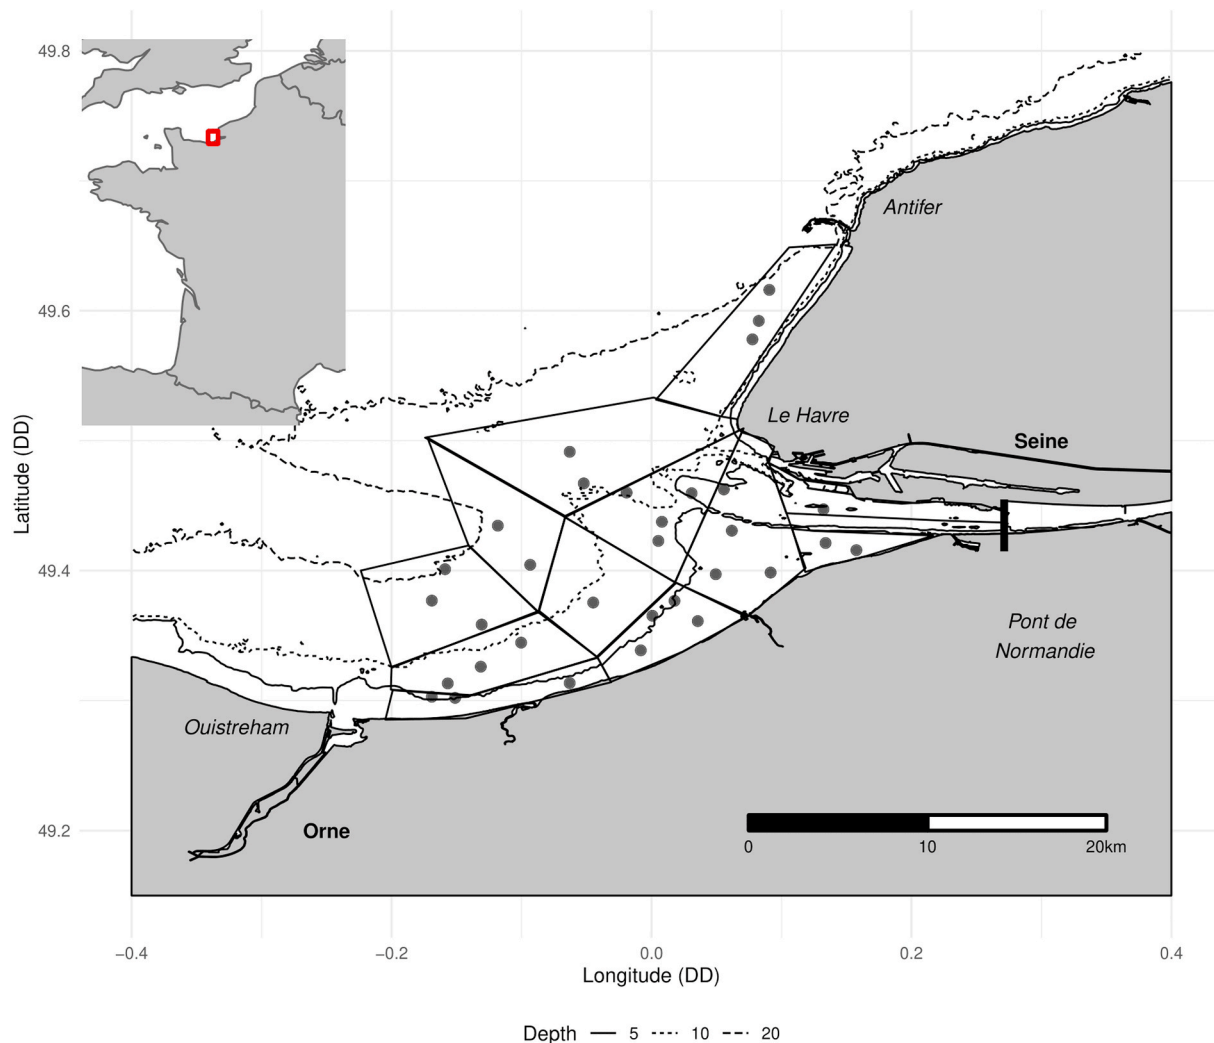 49.8
Antifer
49.6
Le Havre
Seine
Latitude (DD)
49.4
Pont de
Normandie
Ouistreham
Orne
49.2
0
10
20km
−0.4
−0.2
0.0
0.2
0.4
Longitude (DD)
Depth 5 10 20